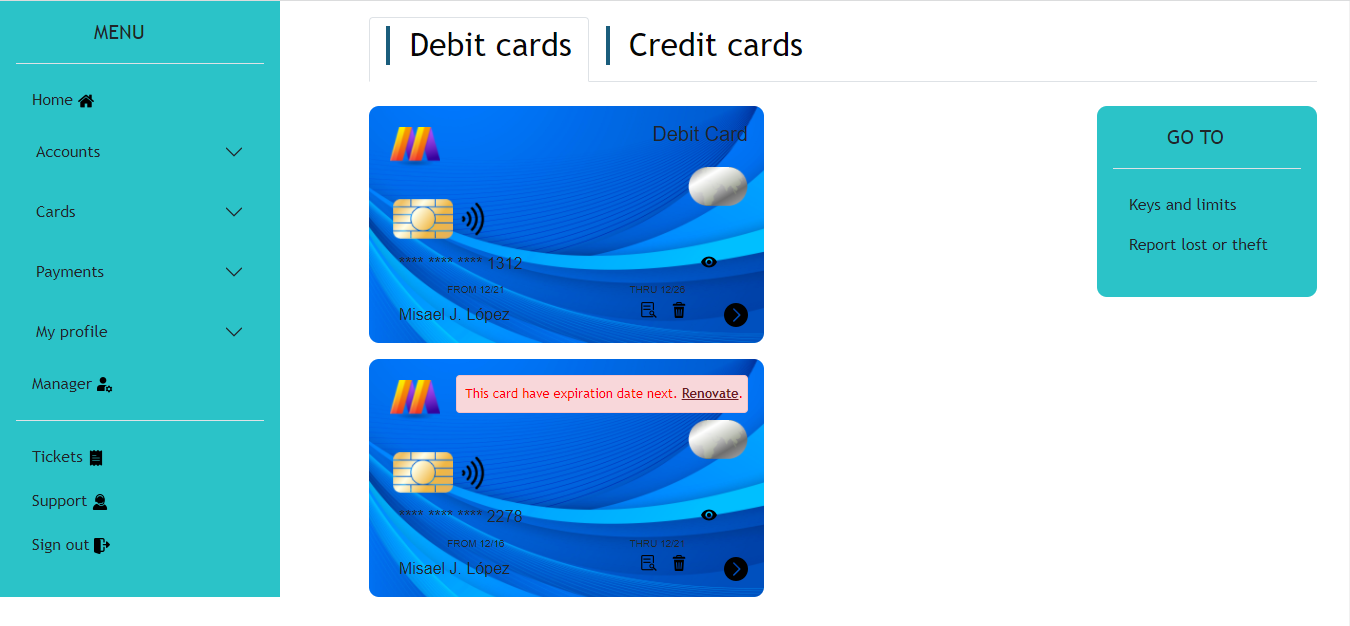 MENU
Home
Accounts
Cards
Payments
My profile
Manager
Tickets
Support
Sign out
Debit cards
Credit cards
Debit Card
**** **** **** 1312
FROM 12/21
THRU 12/26
Misael J. López
This card have expiration date next. Renovate.
**** **** **** 2278
FROM 12/16
THRU 12/21
Misael J. López
GO TO
Keys and limits
Report lost or theft